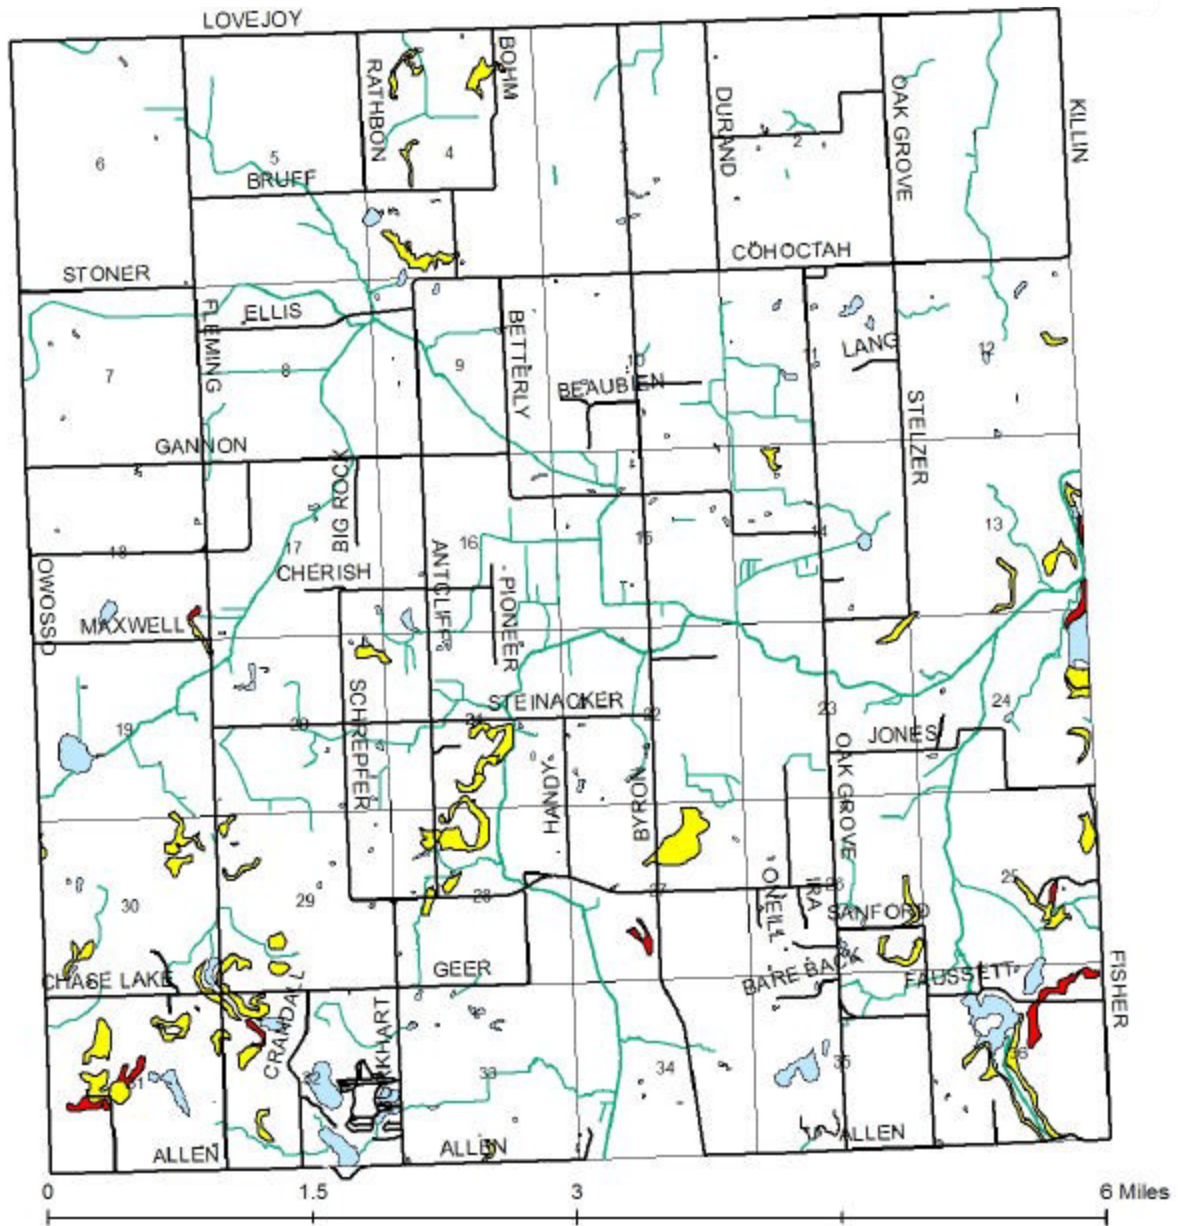 LOVEJOY
BOHM
RATHBON
DURAND
OAK GROVE
KILLIN
6
5
4
2
BRUFF
COHOCTAH
STONER
FLEMING
ELLIS
BETTERLY
7
8
9
10
11
LANG
12
BEAUBIEN
STELZER
GANNON
BIG ROCK
18
17
16
15
14
13
OWOSSO
CHERISH
ANTCLIFF
PIONEER
MAXWELL
SCHREPFER
STEINACKER
19
20
21
22
23
24
JONES
HANDY
BYRON
OAK GROVE
30
29
28
27
26
25
ONEILL
IRA
SANFORD
CHASE LAKE
GEER
BARE BACK
FAUSSETT
FISHER
CRANDALL
31
32
33
34
35
36
ALLEN
ALLEN
ALLEN
0
1.5
3
6 Miles